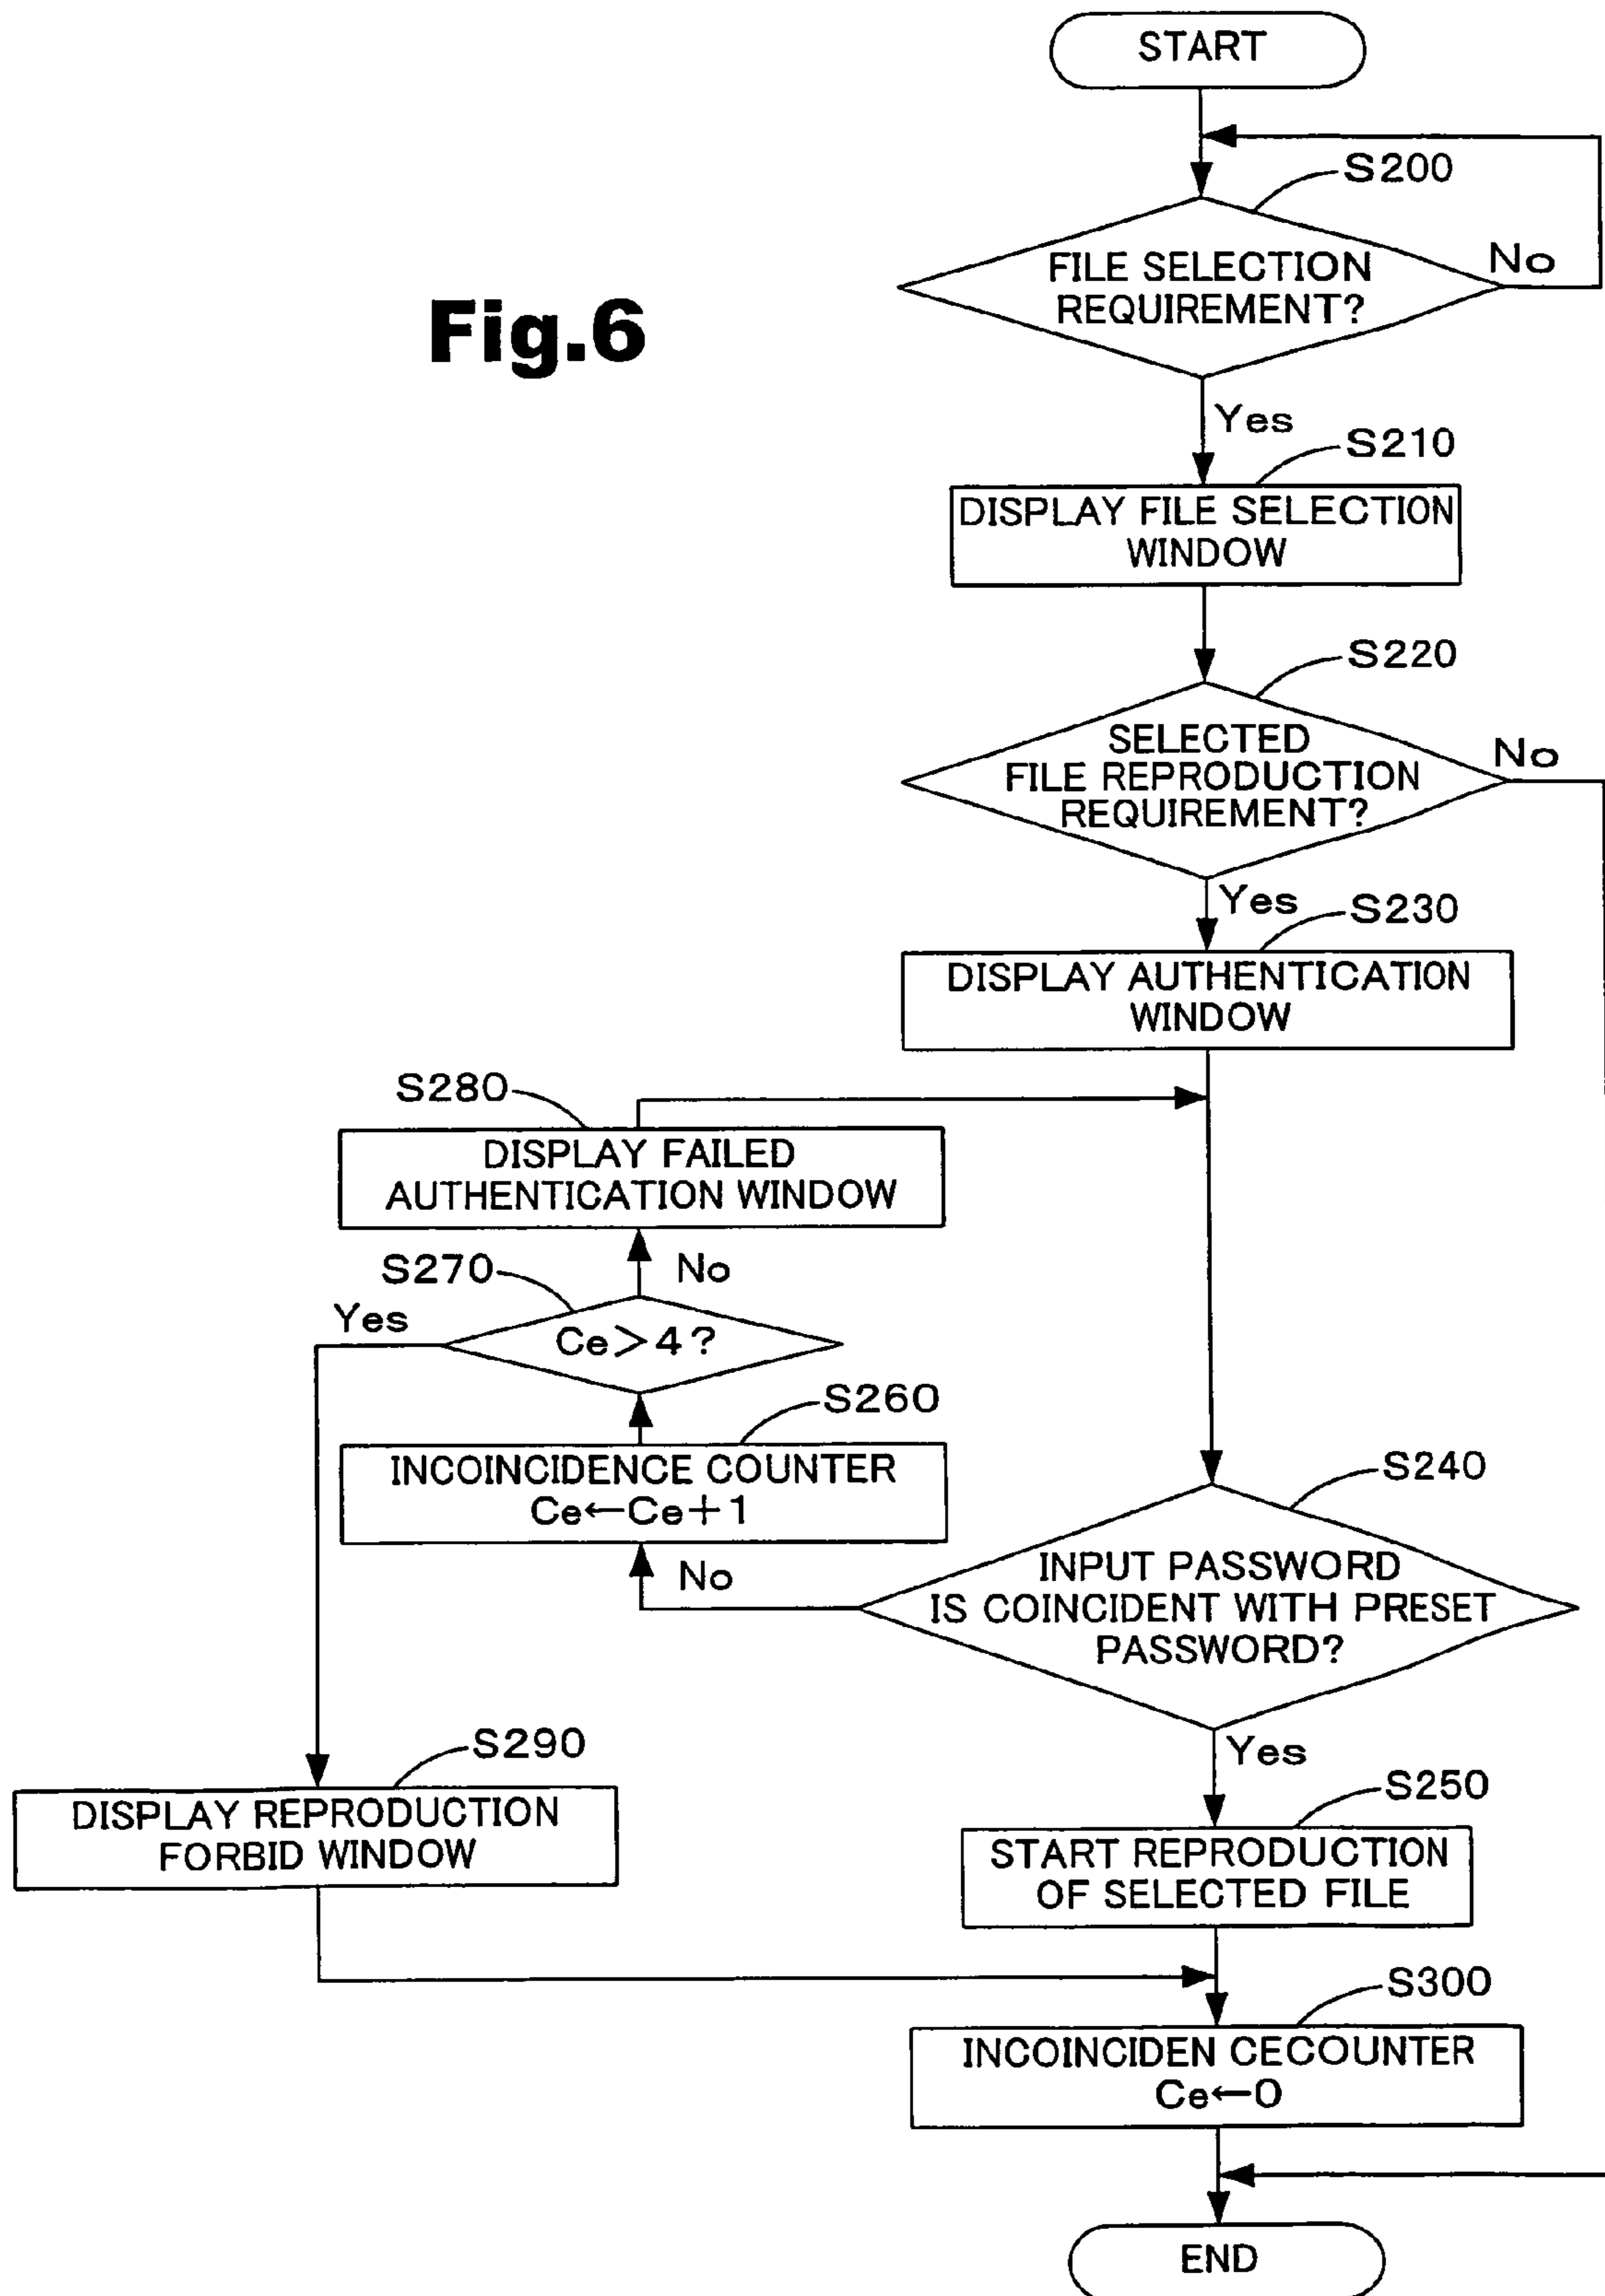 START
S200
FILE SELECTION
REQUIREMENT?
No
Fig.6
Yes
S210
DISPLAY FILE SELECTION
WINDOW
S220
SELECTED
FILE REPRODUCTION
REQUIREMENT?
No
Yes
S230
DISPLAY AUTHENTICATION
WINDOW
S280
DISPLAY FAILED
AUTHENTICATION WINDOW
S270
No
Yes
Ce>4?
S260
INCOINCIDENCE COUNTER
Ce←Ce+1
No
S240
INPUT PASSWORD
IS COINCIDENT WITH PRESET
PASSWORD?
Yes
S290
DISPLAY REPRODUCTION
FORBID WINDOW
S250
START REPRODUCTION
OF SELECTED FILE
S300
INCOINCIDEN CECOUNTER
Ce←0
END